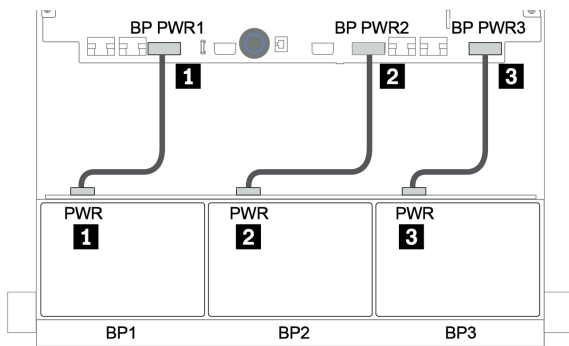 BP PWR1 BP PWR2 BP PWR3
1 2 3
PWR PWR PWR
1 2 3
BP1 BP2 BP3